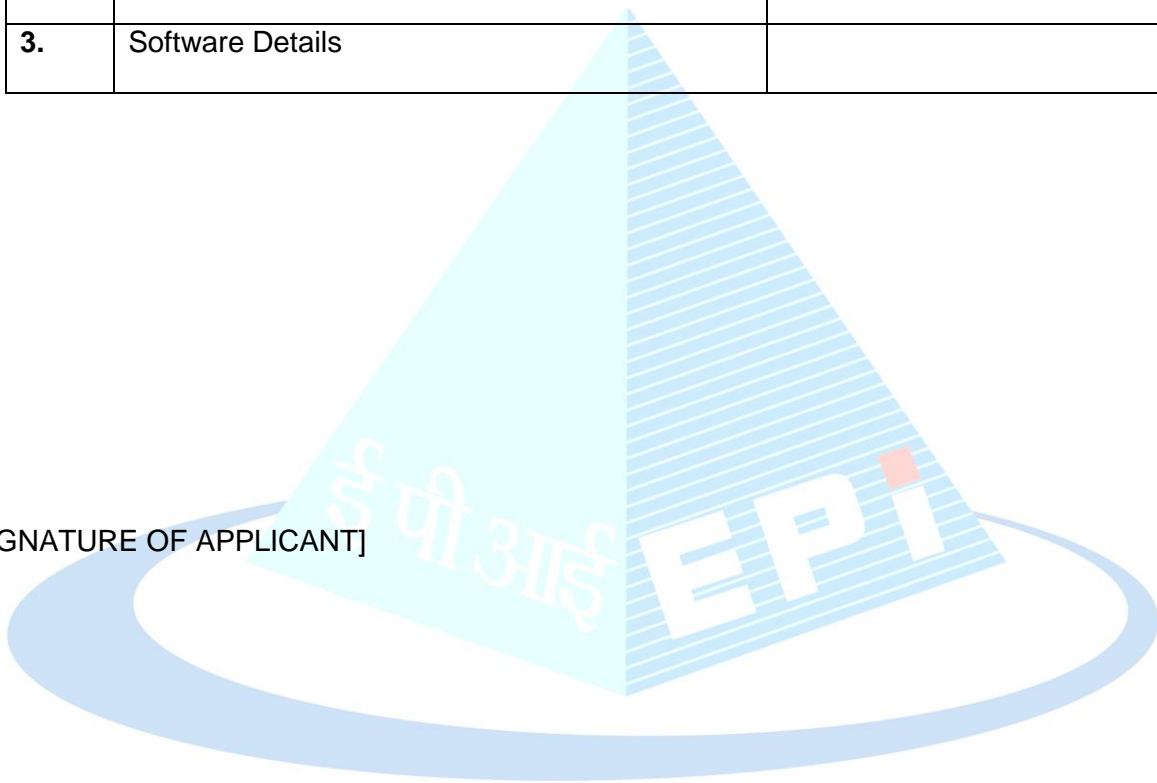 3. Software Details
GNATURE OF APPLICANT]
ई पी आई EPi